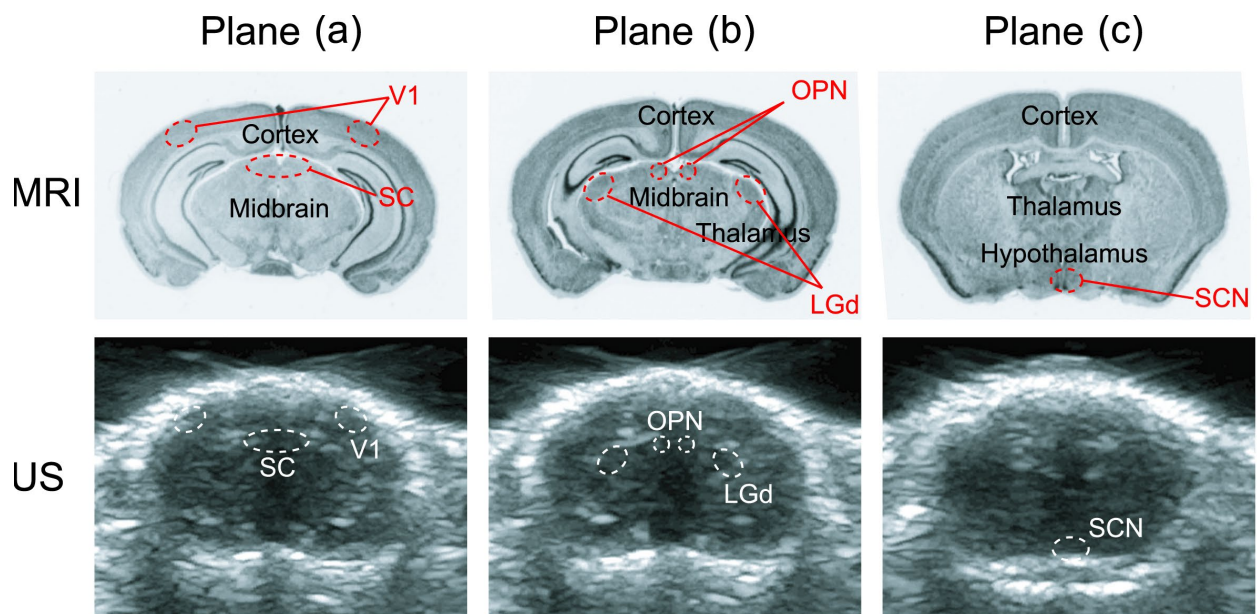 Plane (a)
Plane (b)
Plane (c)
MRI
V1
Cortex
SC
Midbrain
OPN
Cortex
Midbrain
Thalamus
LGd
Cortex
Thalamus
Hypothalamus
SCN
US
V1
SC
OPN
LGd
SCN